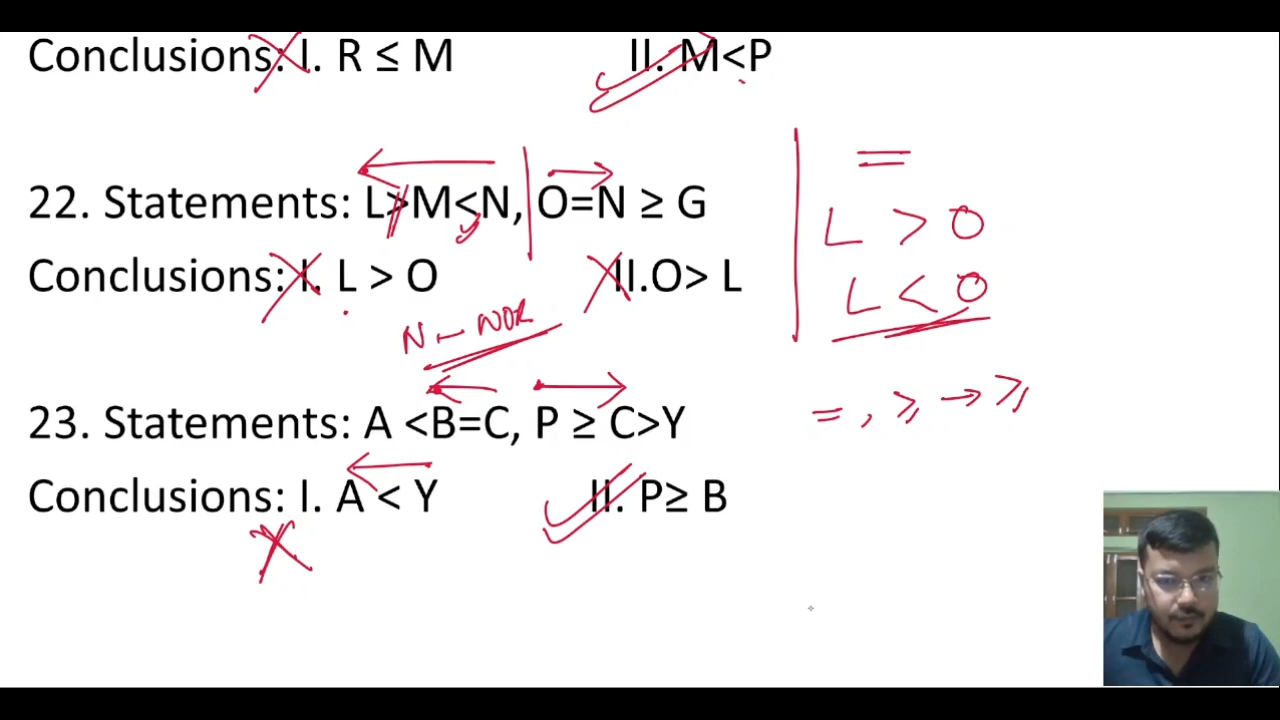 Conclusions: I. R ≤ M II. M<P
=
22. Statements: L>M<N, O=N ≥ G
L > O
Conclusions: I. L > O II.O> L
L < O
N — NOR
= , ≥, → ≥,
23. Statements: A <B=C, P ≥ C>Y
Conclusions: I. A < Y II. P≥ B